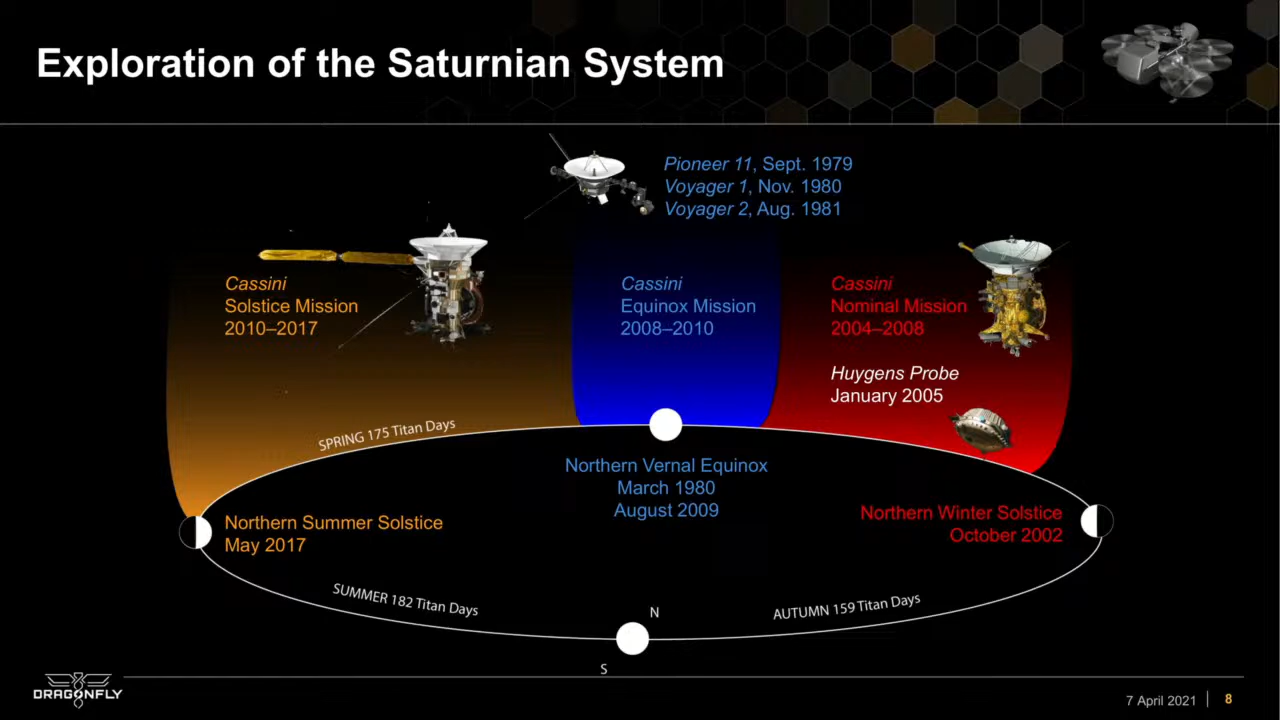 Exploration of the Saturnian System
Pioneer 11, Sept. 1979
Voyager 1, Nov. 1980
Voyager 2, Aug. 1981
Cassini
Solstice Mission
2010–2017
Cassini
Equinox Mission
2008–2010
Cassini
Nominal Mission
2004–2008
Huygens Probe
January 2005
SPRING 175 Titan Days
Northern Vernal Equinox
March 1980
August 2009
Northern Summer Solstice
May 2017
Northern Winter Solstice
October 2002
SUMMER 182 Titan Days
AUTUMN 159 Titan Days
N
S
DRAGONFLY
7 April 2021
8